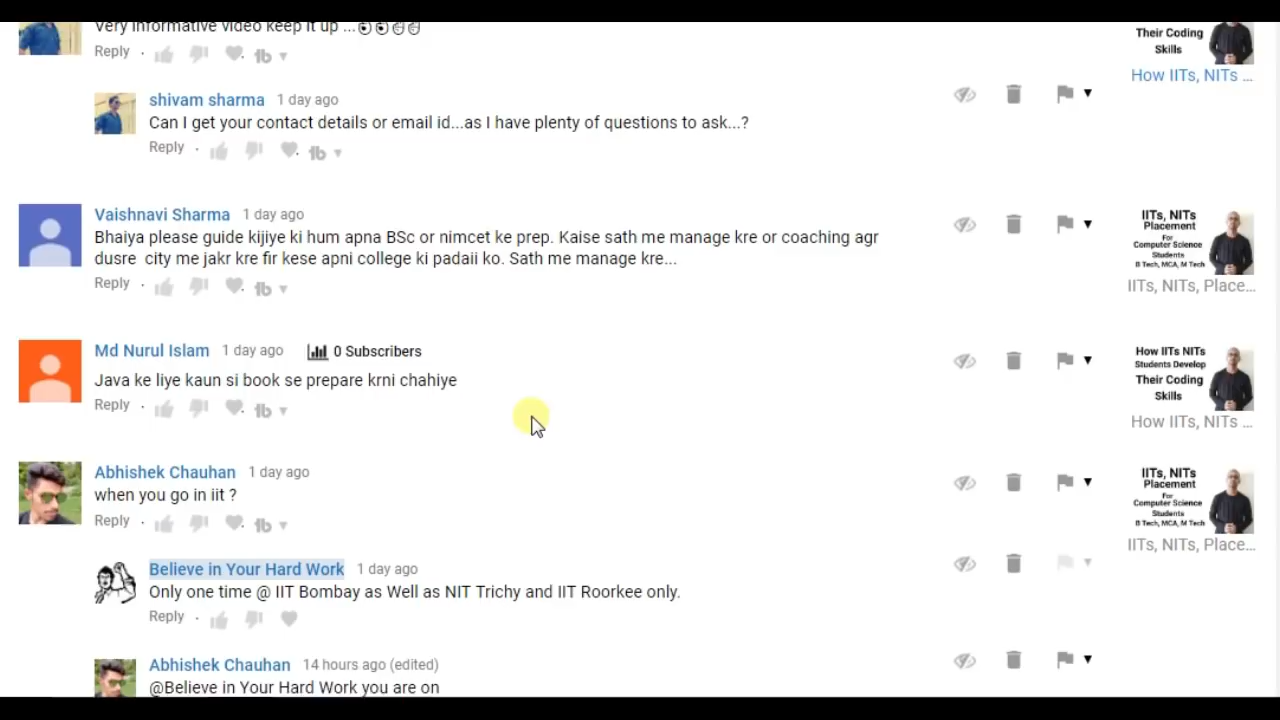 Very informative video keep it up ...
Reply
Their Coding
Skills
How IITs, NITs ...
shivam sharma 1 day ago
Can I get your contact details or email id...as I have plenty of questions to ask...?
Reply
Vaishnavi Sharma 1 day ago
Bhaiya please guide kijiye ki hum apna BSc or nimcet ke prep. Kaise sath me manage kre or coaching agr
dusre city me jakr kre fir kese apni college ki padaii ko. Sath me manage kre...
Reply
IITs, NITs
Placement
For
Computer Science
Students
B Tech, MCA, M Tech
IITs, NITs, Place...
Md Nurul Islam 1 day ago 0 Subscribers
Java ke liye kaun si book se prepare krni chahiye
Reply
How IITs NITs
Students Develop
Their Coding
Skills
How IITs, NITs ...
Abhishek Chauhan 1 day ago
when you go in iit ?
Reply
IITs, NITs
Placement
For
Computer Science
Students
B Tech, MCA, M Tech
IITs, NITs, Place...
Believe in Your Hard Work 1 day ago
Only one time @ IIT Bombay as Well as NIT Trichy and IIT Roorkee only.
Reply
Abhishek Chauhan 14 hours ago (edited)
@Believe in Your Hard Work you are on